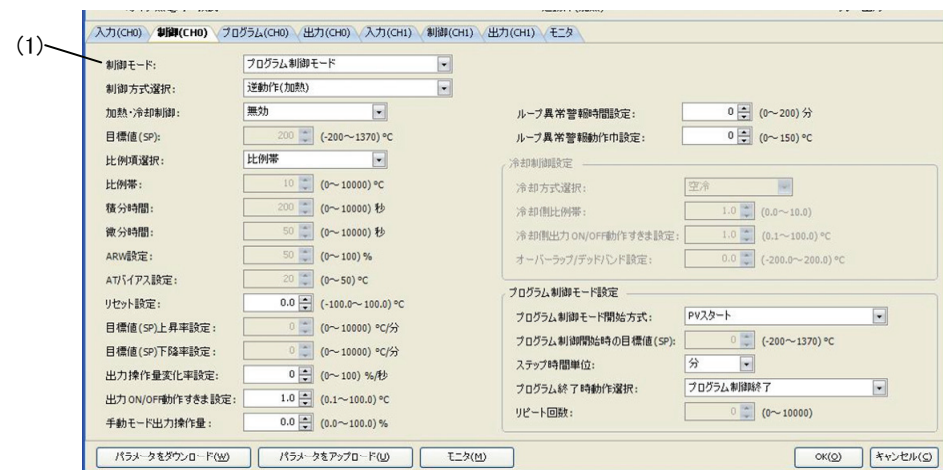 入力(CH0) 制御(CH0) プログラム(CH0) 出力(CH0) 入力(CH1) 制御(CH1) 出力(CH1) モニタ
(1)
制御モード: プログラム制御モード
制御方式選択: 逆動作(加熱)
加熱・冷却制御: 無効
目標値(SP): 200 (-200～1370) ℃
比例項選択: 比例帯
比例帯: 10 (0～10000) ℃
積分時間: 200 (0～10000) 秒
微分時間: 50 (0～10000) 秒
ARW設定: 50 (0～100) %
ATバイアス設定: 20 (0～50) ℃
リセット設定: 0.0 (-100.0～100.0) ℃
目標値(SP)上昇率設定: 0 (0～10000) ℃/分
目標値(SP)下降率設定: 0 (0～10000) ℃/分
出力操作量変化率設定: 0 (0～100) %/秒
出力ON/OFF動作すきま設定: 1.0 (0.1～100.0) ℃
手動モード出力操作量: 0.0 (0.0～100.0) %
ループ異常警報時間設定: 0 (0～200) 分
ループ異常警報動作巾設定: 0 (0～150) ℃
冷却制御設定
冷却方式選択: 空冷
冷却側比例帯: 1.0 (0.0～10.0)
冷却側出力ON/OFF動作すきま設定: 1.0 (0.1～100.0) ℃
オーバーラップ/デッドバンド設定: 0.0 (-200.0～200.0) ℃
プログラム制御モード設定
プログラム制御モード開始方式: PVスタート
プログラム制御開始時の目標値(SP): 0 (-200～1370) ℃
ステップ時間単位: 分
プログラム終了時動作選択: プログラム制御終了
リピート回数: 0 (0～10000)
パラメータをダウンロード(W) パラメータをアップロード(U) モニタ(M) OK(O) キャンセル(C)